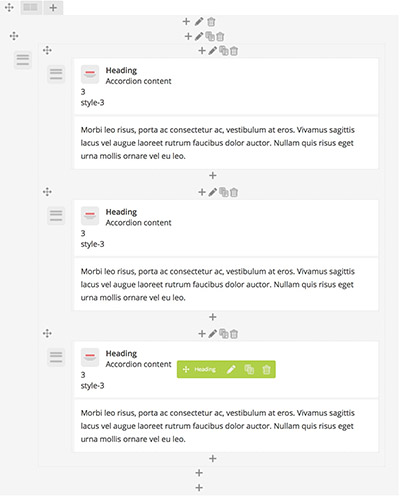 Heading
Accordion content
3
style-3
Morbi leo risus, porta ac consectetur ac, vestibulum at eros. Vivamus sagittis
lacus vel augue laoreet rutrum faucibus dolor auctor. Nullam quis risus eget
urna mollis ornare vel eu leo.
Heading
Accordion content
3
style-3
Morbi leo risus, porta ac consectetur ac, vestibulum at eros. Vivamus sagittis
lacus vel augue laoreet rutrum faucibus dolor auctor. Nullam quis risus eget
urna mollis ornare vel eu leo.
Heading
Accordion content
Heading
3
style-3
Morbi leo risus, porta ac consectetur ac, vestibulum at eros. Vivamus sagittis
lacus vel augue laoreet rutrum faucibus dolor auctor. Nullam quis risus eget
urna mollis ornare vel eu leo.